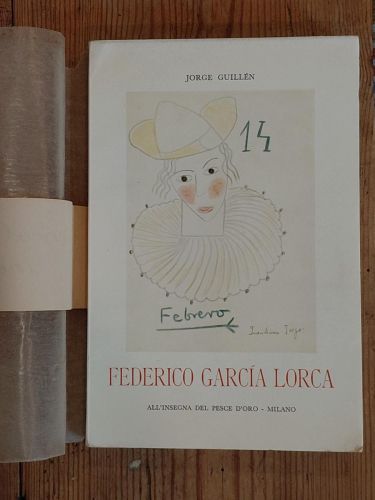 JORGE GUILLÉN
14
Febrero
FEDERICO GARCÍA LORCA
ALL'INSEGNA DEL PESCE D'ORO - MILANO